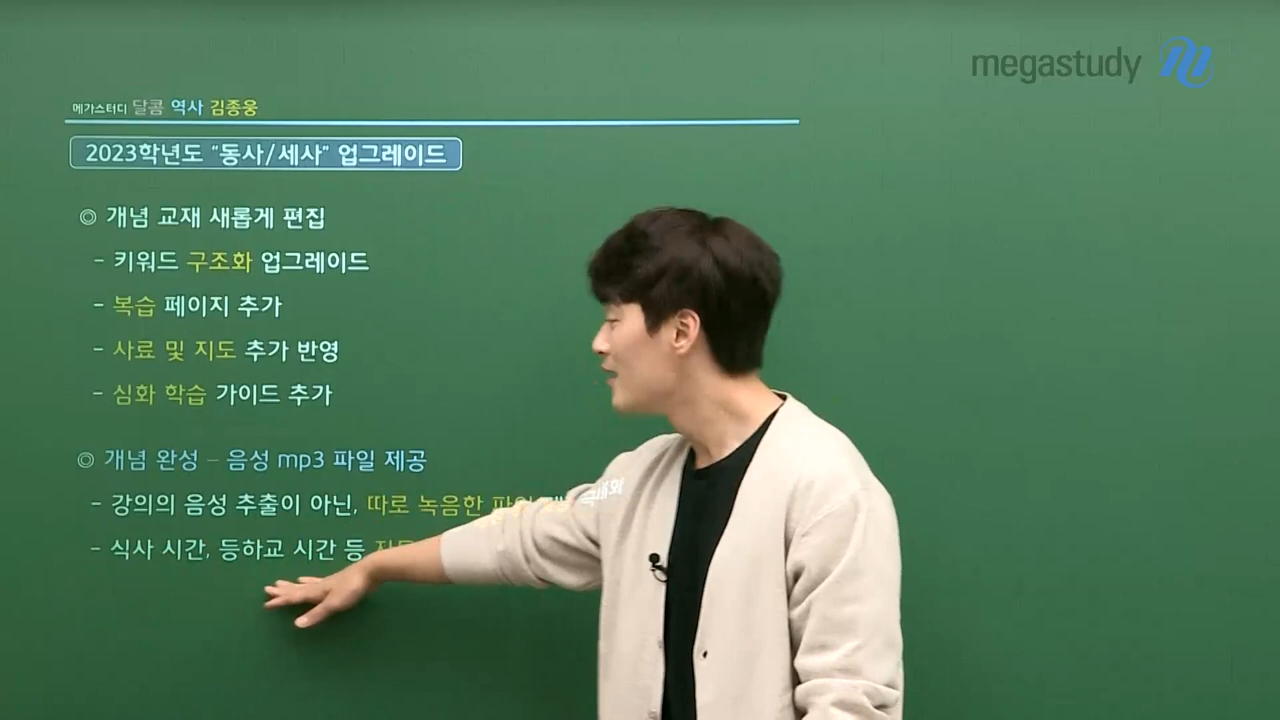 megastudy
메가스터디 달콤 역사 김종웅
2023학년도 "동사/세사" 업그레이드
◎ 개념 교재 새롭게 편집
- 키워드 구조화 업그레이드
- 복습 페이지 추가
- 사료 및 지도 추가 반영
- 심화 학습 가이드 추가
◎ 개념 완성 – 음성 mp3 파일 제공
- 강의의 음성 추출이 아닌, 따로 녹음한 파일
- 식사 시간, 등하교 시간 등